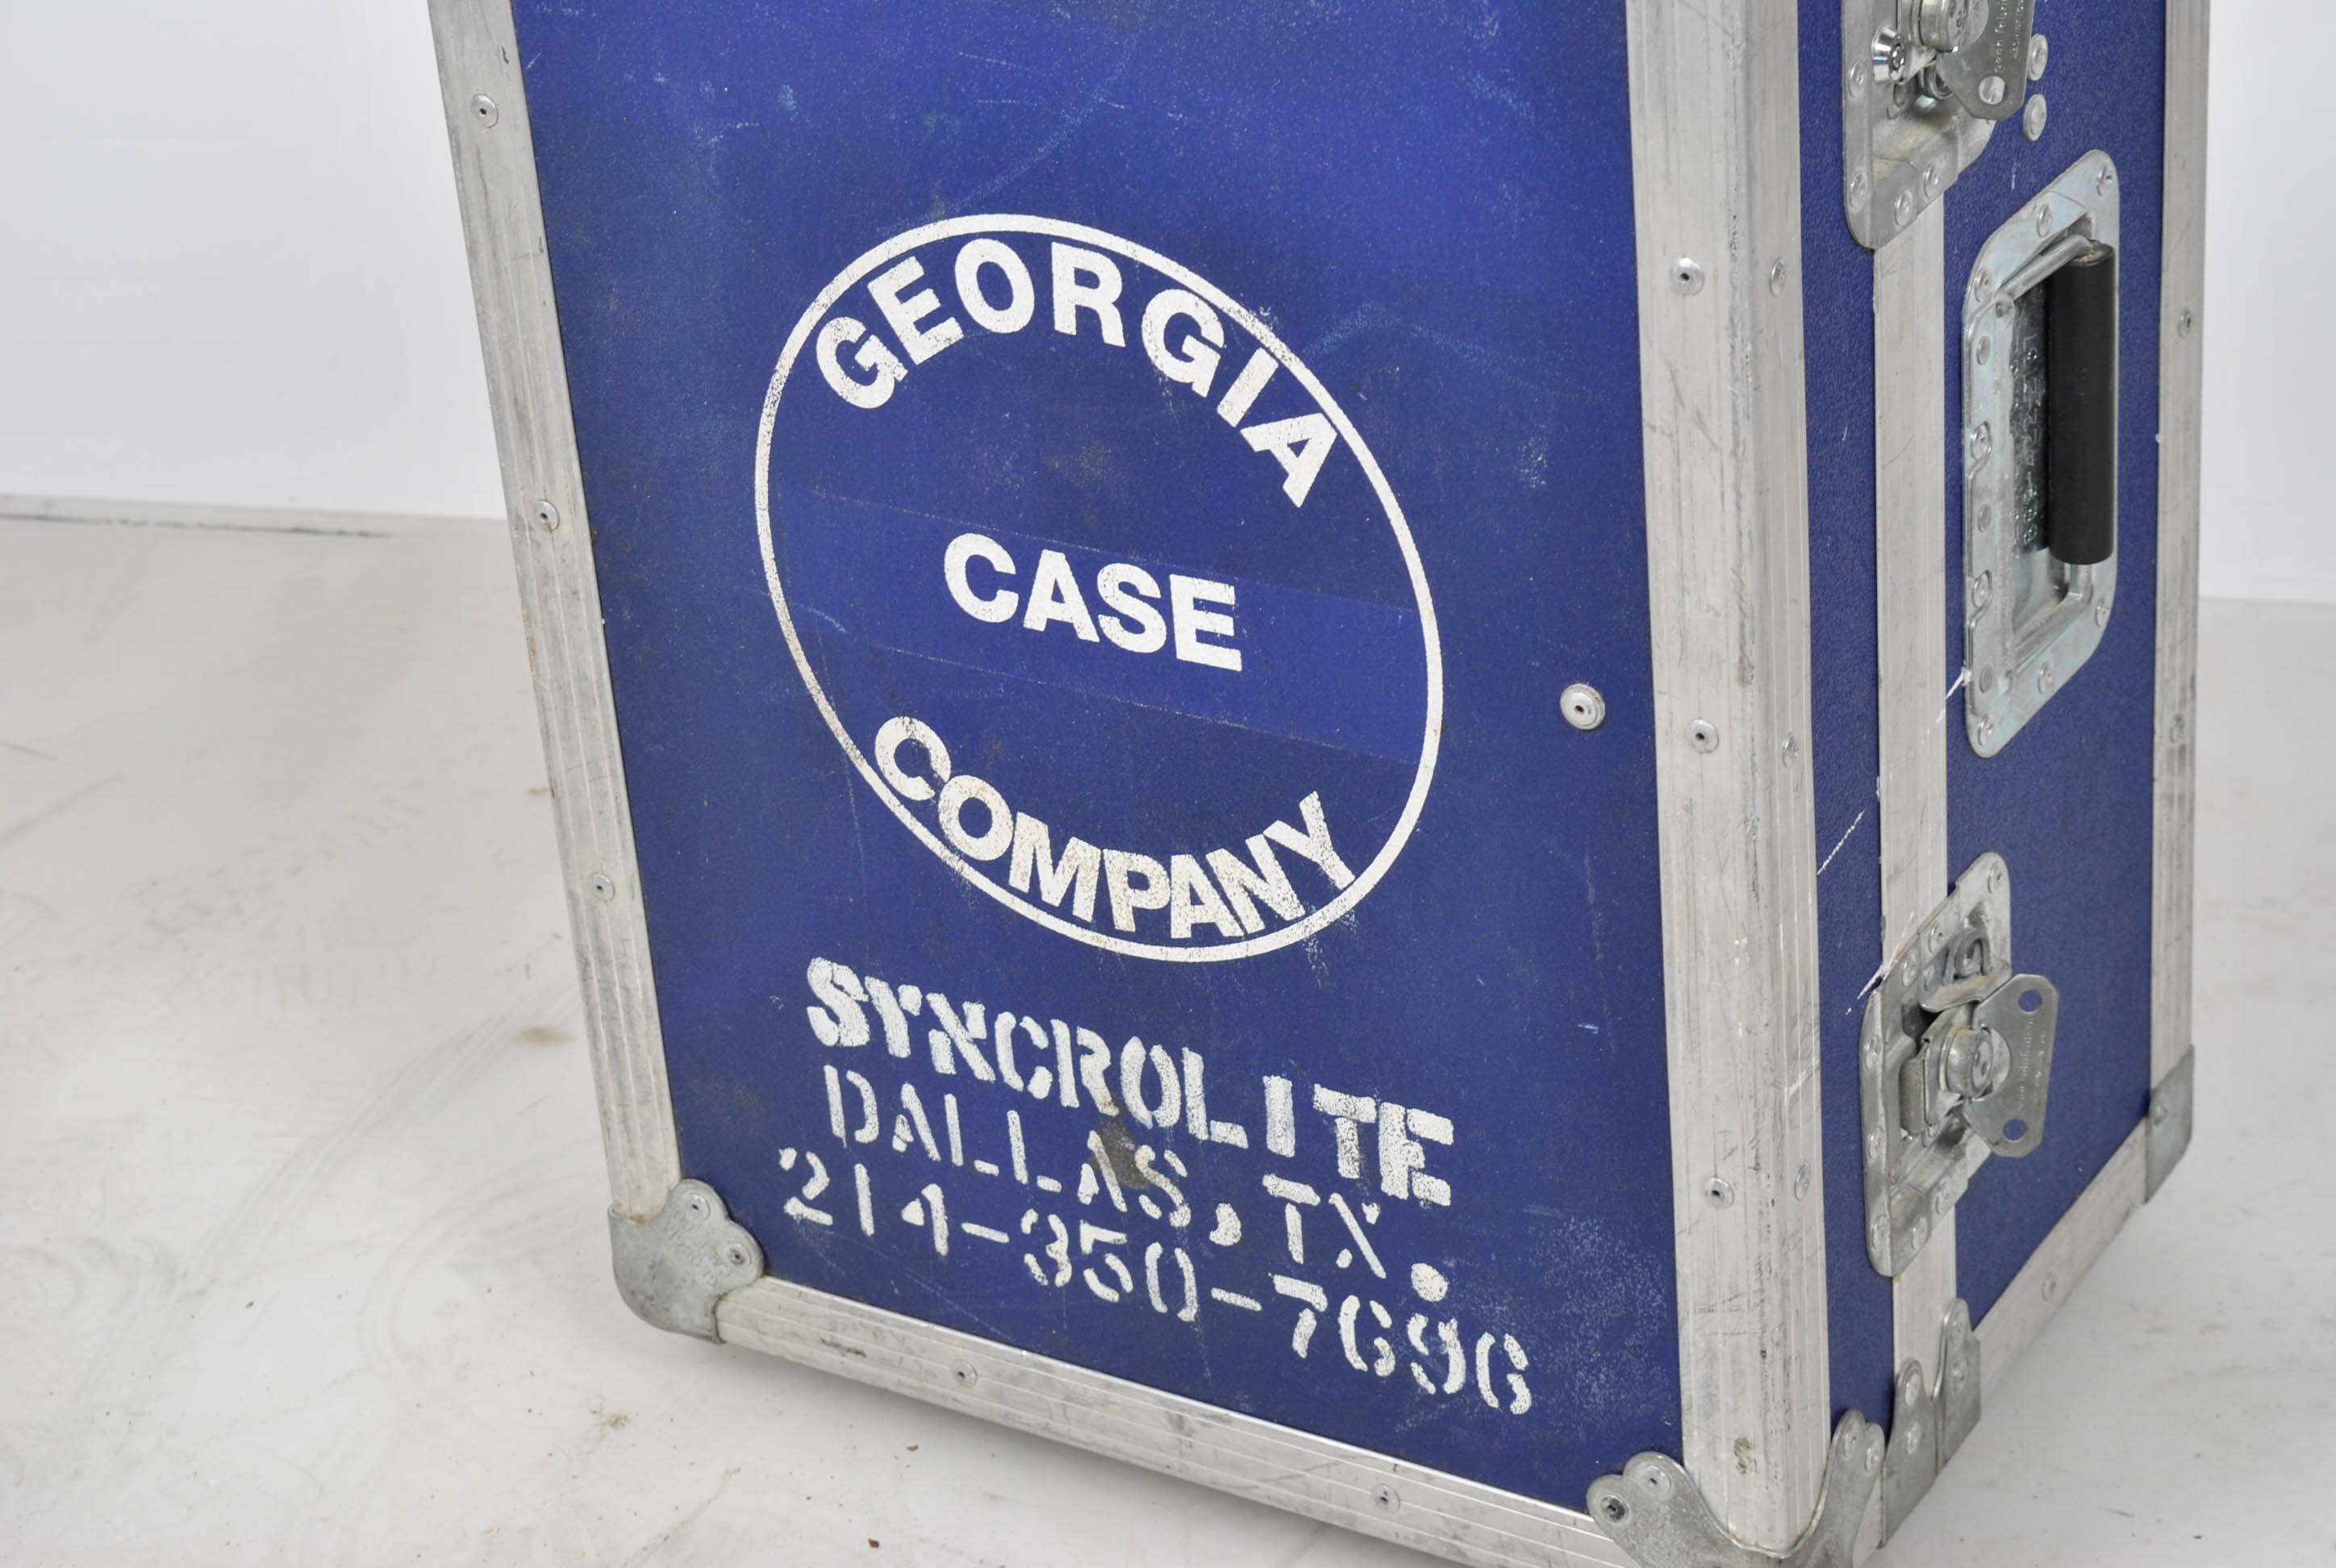 GEORGIA
CASE
COMPANY
SYNCROLITE
DALLAS, TX.
214-350-7696